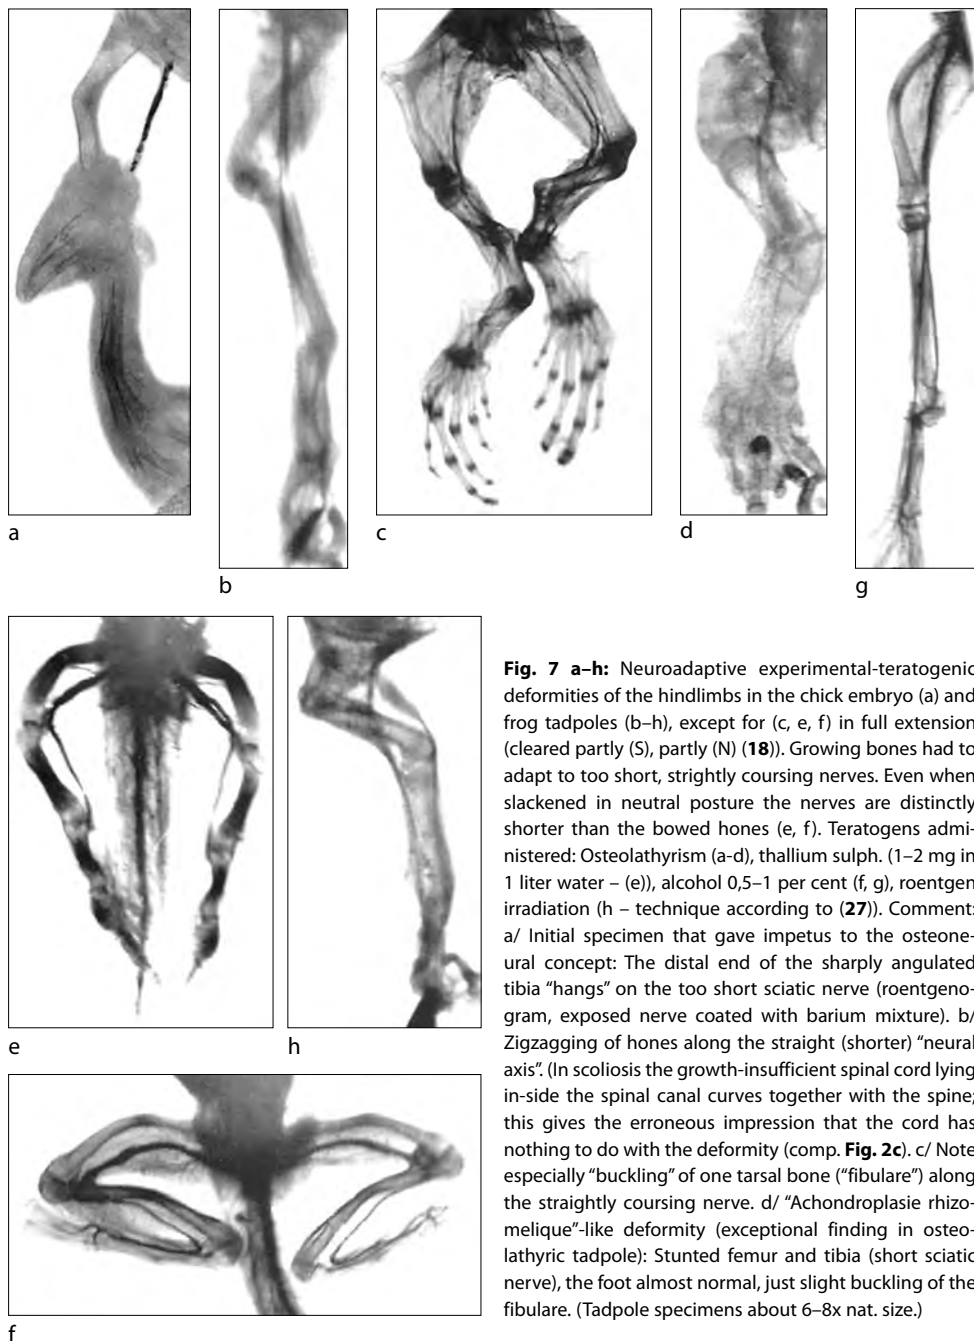 a
b
c
d
g
e
h
f
Fig. 7 a–h: Neuroadaptive experimental-teratogenic
deformities of the hindlimbs in the chick embryo (a) and
frog tadpoles (b–h), except for (c, e, f) in full extension
(cleared partly (S), partly (N) (18)). Growing bones had to
adapt to too short, strightly coursing nerves. Even when
slackened in neutral posture the nerves are distinctly
shorter than the bowed hones (e, f). Teratogens admi-
nistered: Osteolathyrism (a-d), thallium sulph. (1–2 mg in
1 liter water – (e)), alcohol 0,5–1 per cent (f, g), roentgen
irradiation (h – technique according to (27)). Comment:
a/ Initial specimen that gave impetus to the osteone-
ural concept: The distal end of the sharply angulated
tibia “hangs” on the too short sciatic nerve (roentgeno-
gram, exposed nerve coated with barium mixture). b/
Zigzagging of hones along the straight (shorter) “neural
axis”. (In scoliosis the growth-insufficient spinal cord lying
in-side the spinal canal curves together with the spine;
this gives the erroneous impression that the cord has
nothing to do with the deformity (comp. Fig. 2c). c/ Note
especially “buckling” of one tarsal bone (“fibulare”) along
the straightly coursing nerve. d/ “Achondroplasie rhizo-
melique”-like deformity (exceptional finding in osteo-
lathyric tadpole): Stunted femur and tibia (short sciatic
nerve), the foot almost normal, just slight buckling of the
fibulare. (Tadpole specimens about 6–8x nat. size.)